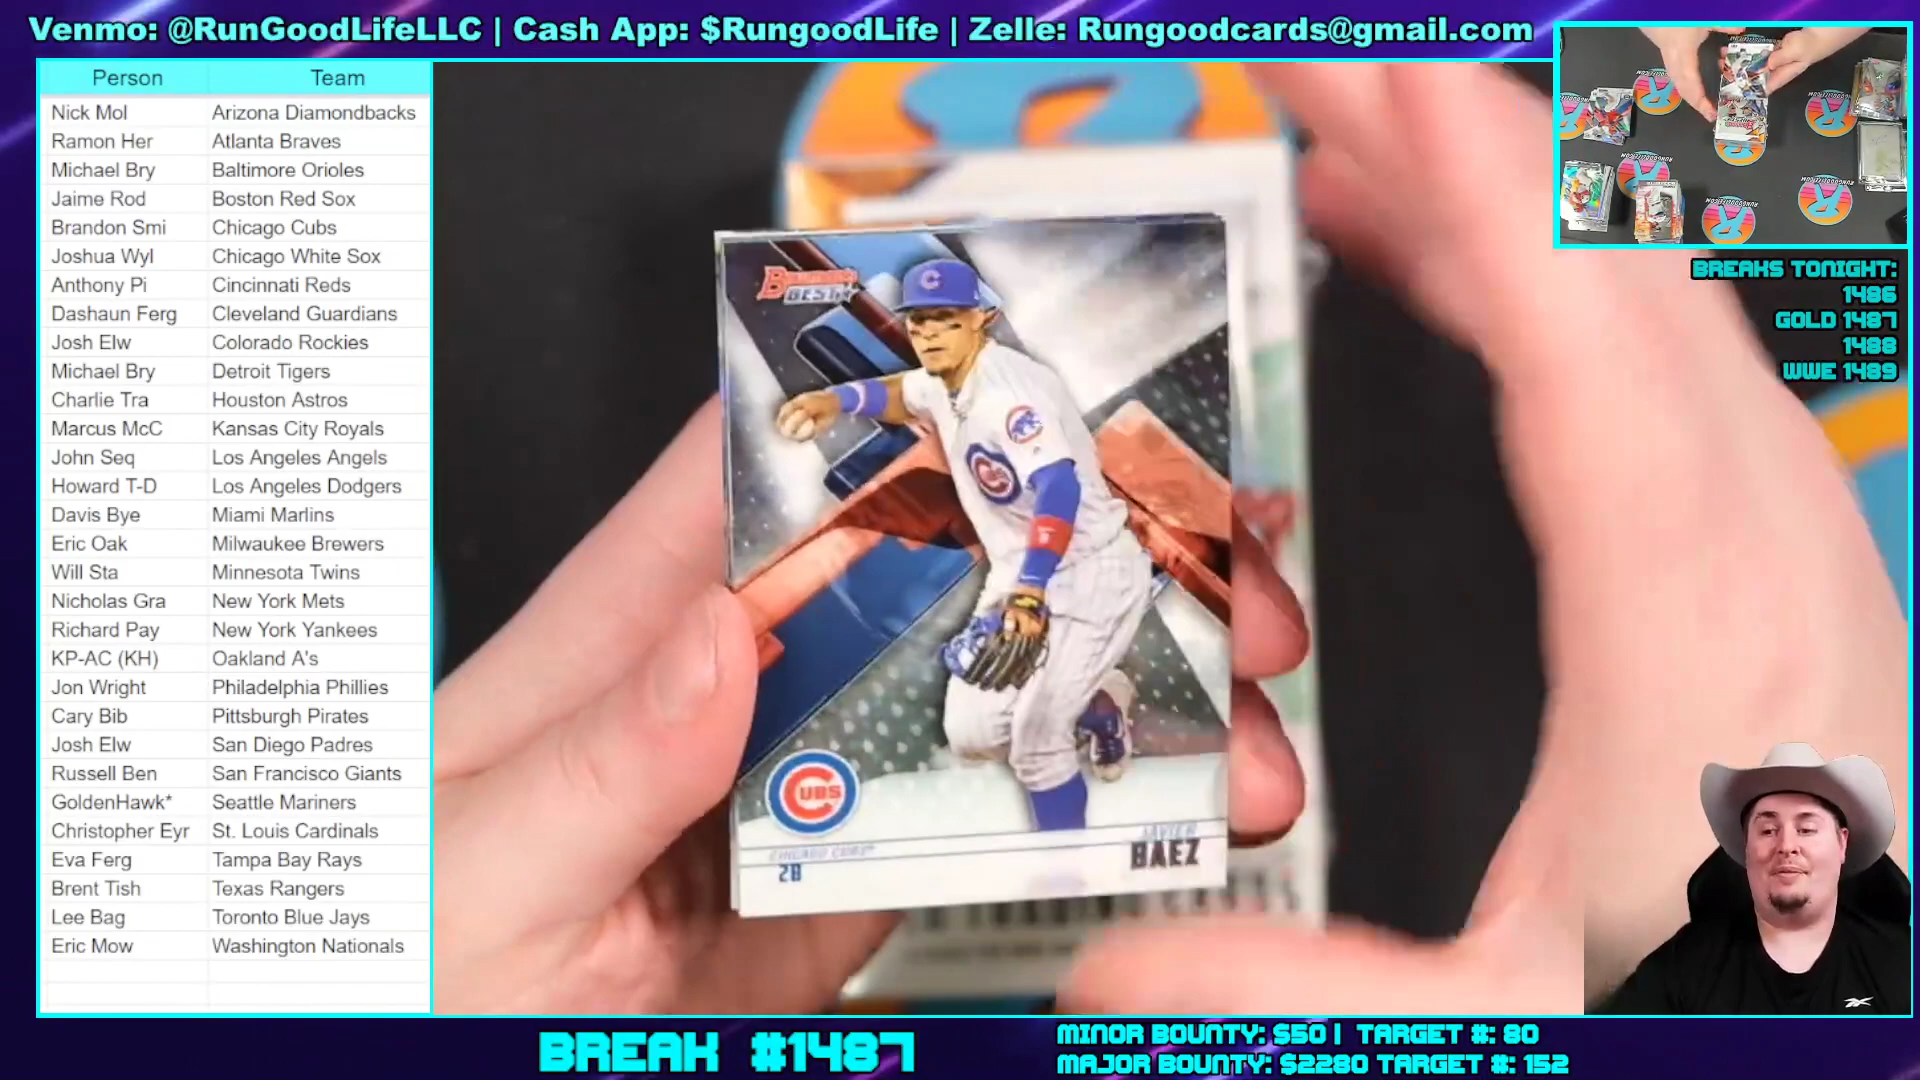 Venmo: @RunGoodLifeLLC | Cash App: $RungoodLife | Zelle: Rungoodcards@gmail.com
Person Team
Nick Mol Arizona Diamondbacks
Ramon Her Atlanta Braves
Michael Bry Baltimore Orioles
Jaime Rod Boston Red Sox
Brandon Smi Chicago Cubs
Joshua Wyl Chicago White Sox
Anthony Pi Cincinnati Reds
Dashaun Ferg Cleveland Guardians
Josh Elw Colorado Rockies
Michael Bry Detroit Tigers
Charlie Tra Houston Astros
Marcus McC Kansas City Royals
John Seq Los Angeles Angels
Howard T-D Los Angeles Dodgers
Davis Bye Miami Marlins
Eric Oak Milwaukee Brewers
Will Sta Minnesota Twins
Nicholas Gra New York Mets
Richard Pay New York Yankees
KP-AC (KH) Oakland A's
Jon Wright Philadelphia Phillies
Cary Bib Pittsburgh Pirates
Josh Elw San Diego Padres
Russell Ben San Francisco Giants
GoldenHawk* Seattle Mariners
Christopher Eyr St. Louis Cardinals
Eva Ferg Tampa Bay Rays
Brent Tish Texas Rangers
Lee Bag Toronto Blue Jays
Eric Mow Washington Nationals
Bowman's
BEST
C
CUBS
CHICAGO CUBS
2B
JAVIER
BAEZ
BREAKS TONIGHT:
1486
GOLD 1487
1488
WWE 1489
BREAK #1487
MINOR BOUNTY: $50 | TARGET #: 80
MAJOR BOUNTY: $2280 TARGET #: 152